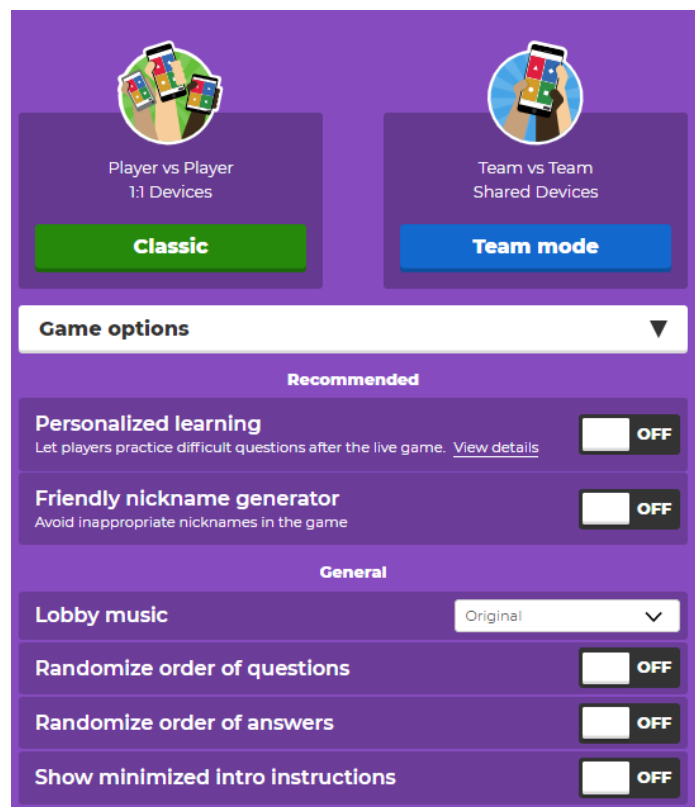 Player vs Player
1:1 Devices
Classic
Team vs Team
Shared Devices
Team mode
Game options
Recommended
Personalized learning
Let players practice difficult questions after the live game. View details
OFF
Friendly nickname generator
Avoid inappropriate nicknames in the game
OFF
General
Lobby music
Original
Randomize order of questions
OFF
Randomize order of answers
OFF
Show minimized intro instructions
OFF